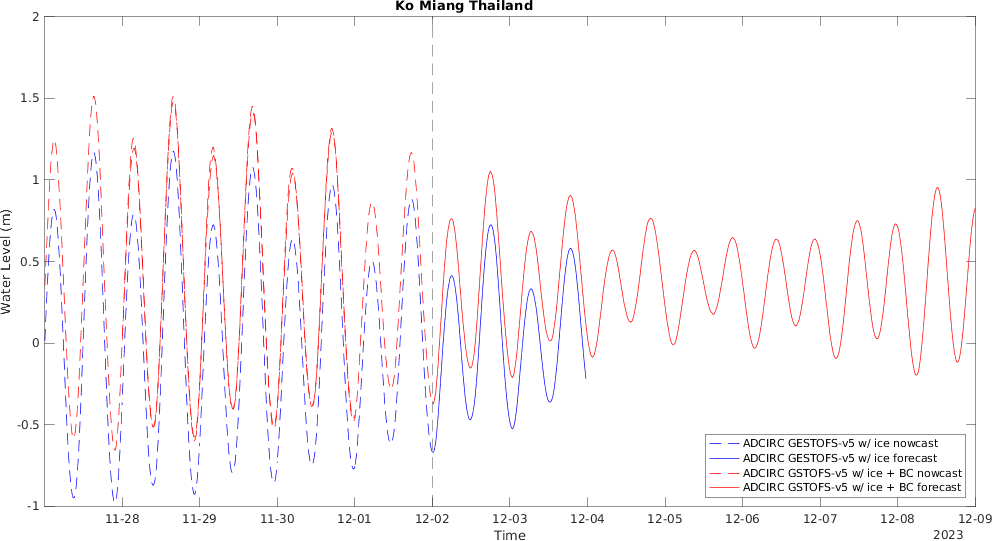 Ko Miang Thailand
2
1.5
1
0.5
0
-0.5
-1
Water Level (m)
11-28
11-29
11-30
12-01
12-02
12-03
12-04
12-05
12-06
12-07
12-08
12-09
Time
2023
ADCIRC GESTOFS-v5 w/ ice nowcast
ADCIRC GESTOFS-v5 w/ ice forecast
ADCIRC GSTOFS-v5 w/ ice + BC nowcast
ADCIRC GSTOFS-v5 w/ ice + BC forecast